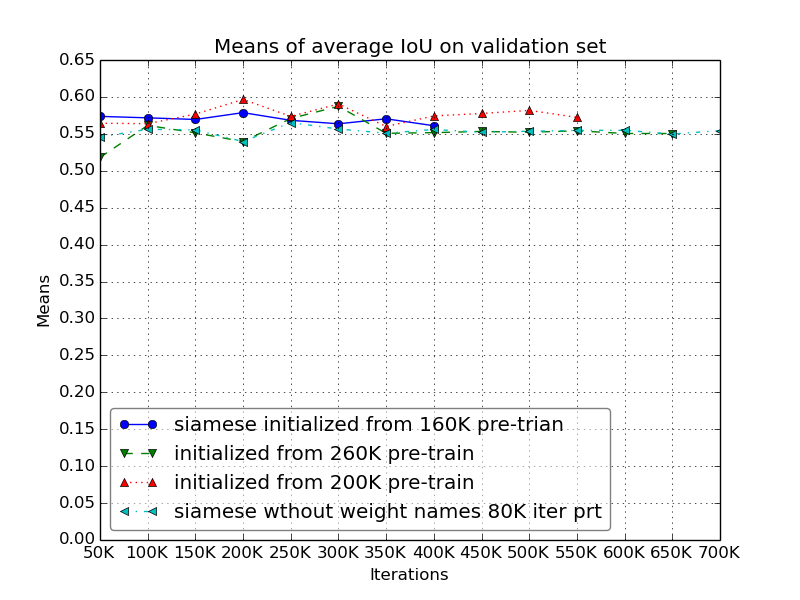 Means of average IoU on validation set
0.65
0.60
0.55
0.50
0.45
0.40
0.35
0.30
0.25
0.20
0.15
0.10
0.05
0.00
Means
siamese initialized from 160K pre-trian
initialized from 260K pre-train
initialized from 200K pre-train
siamese wthout weight names 80K iter prt
50K 100K 150K 200K 250K 300K 350K 400K 450K 500K 550K 600K 650K 700K
Iterations